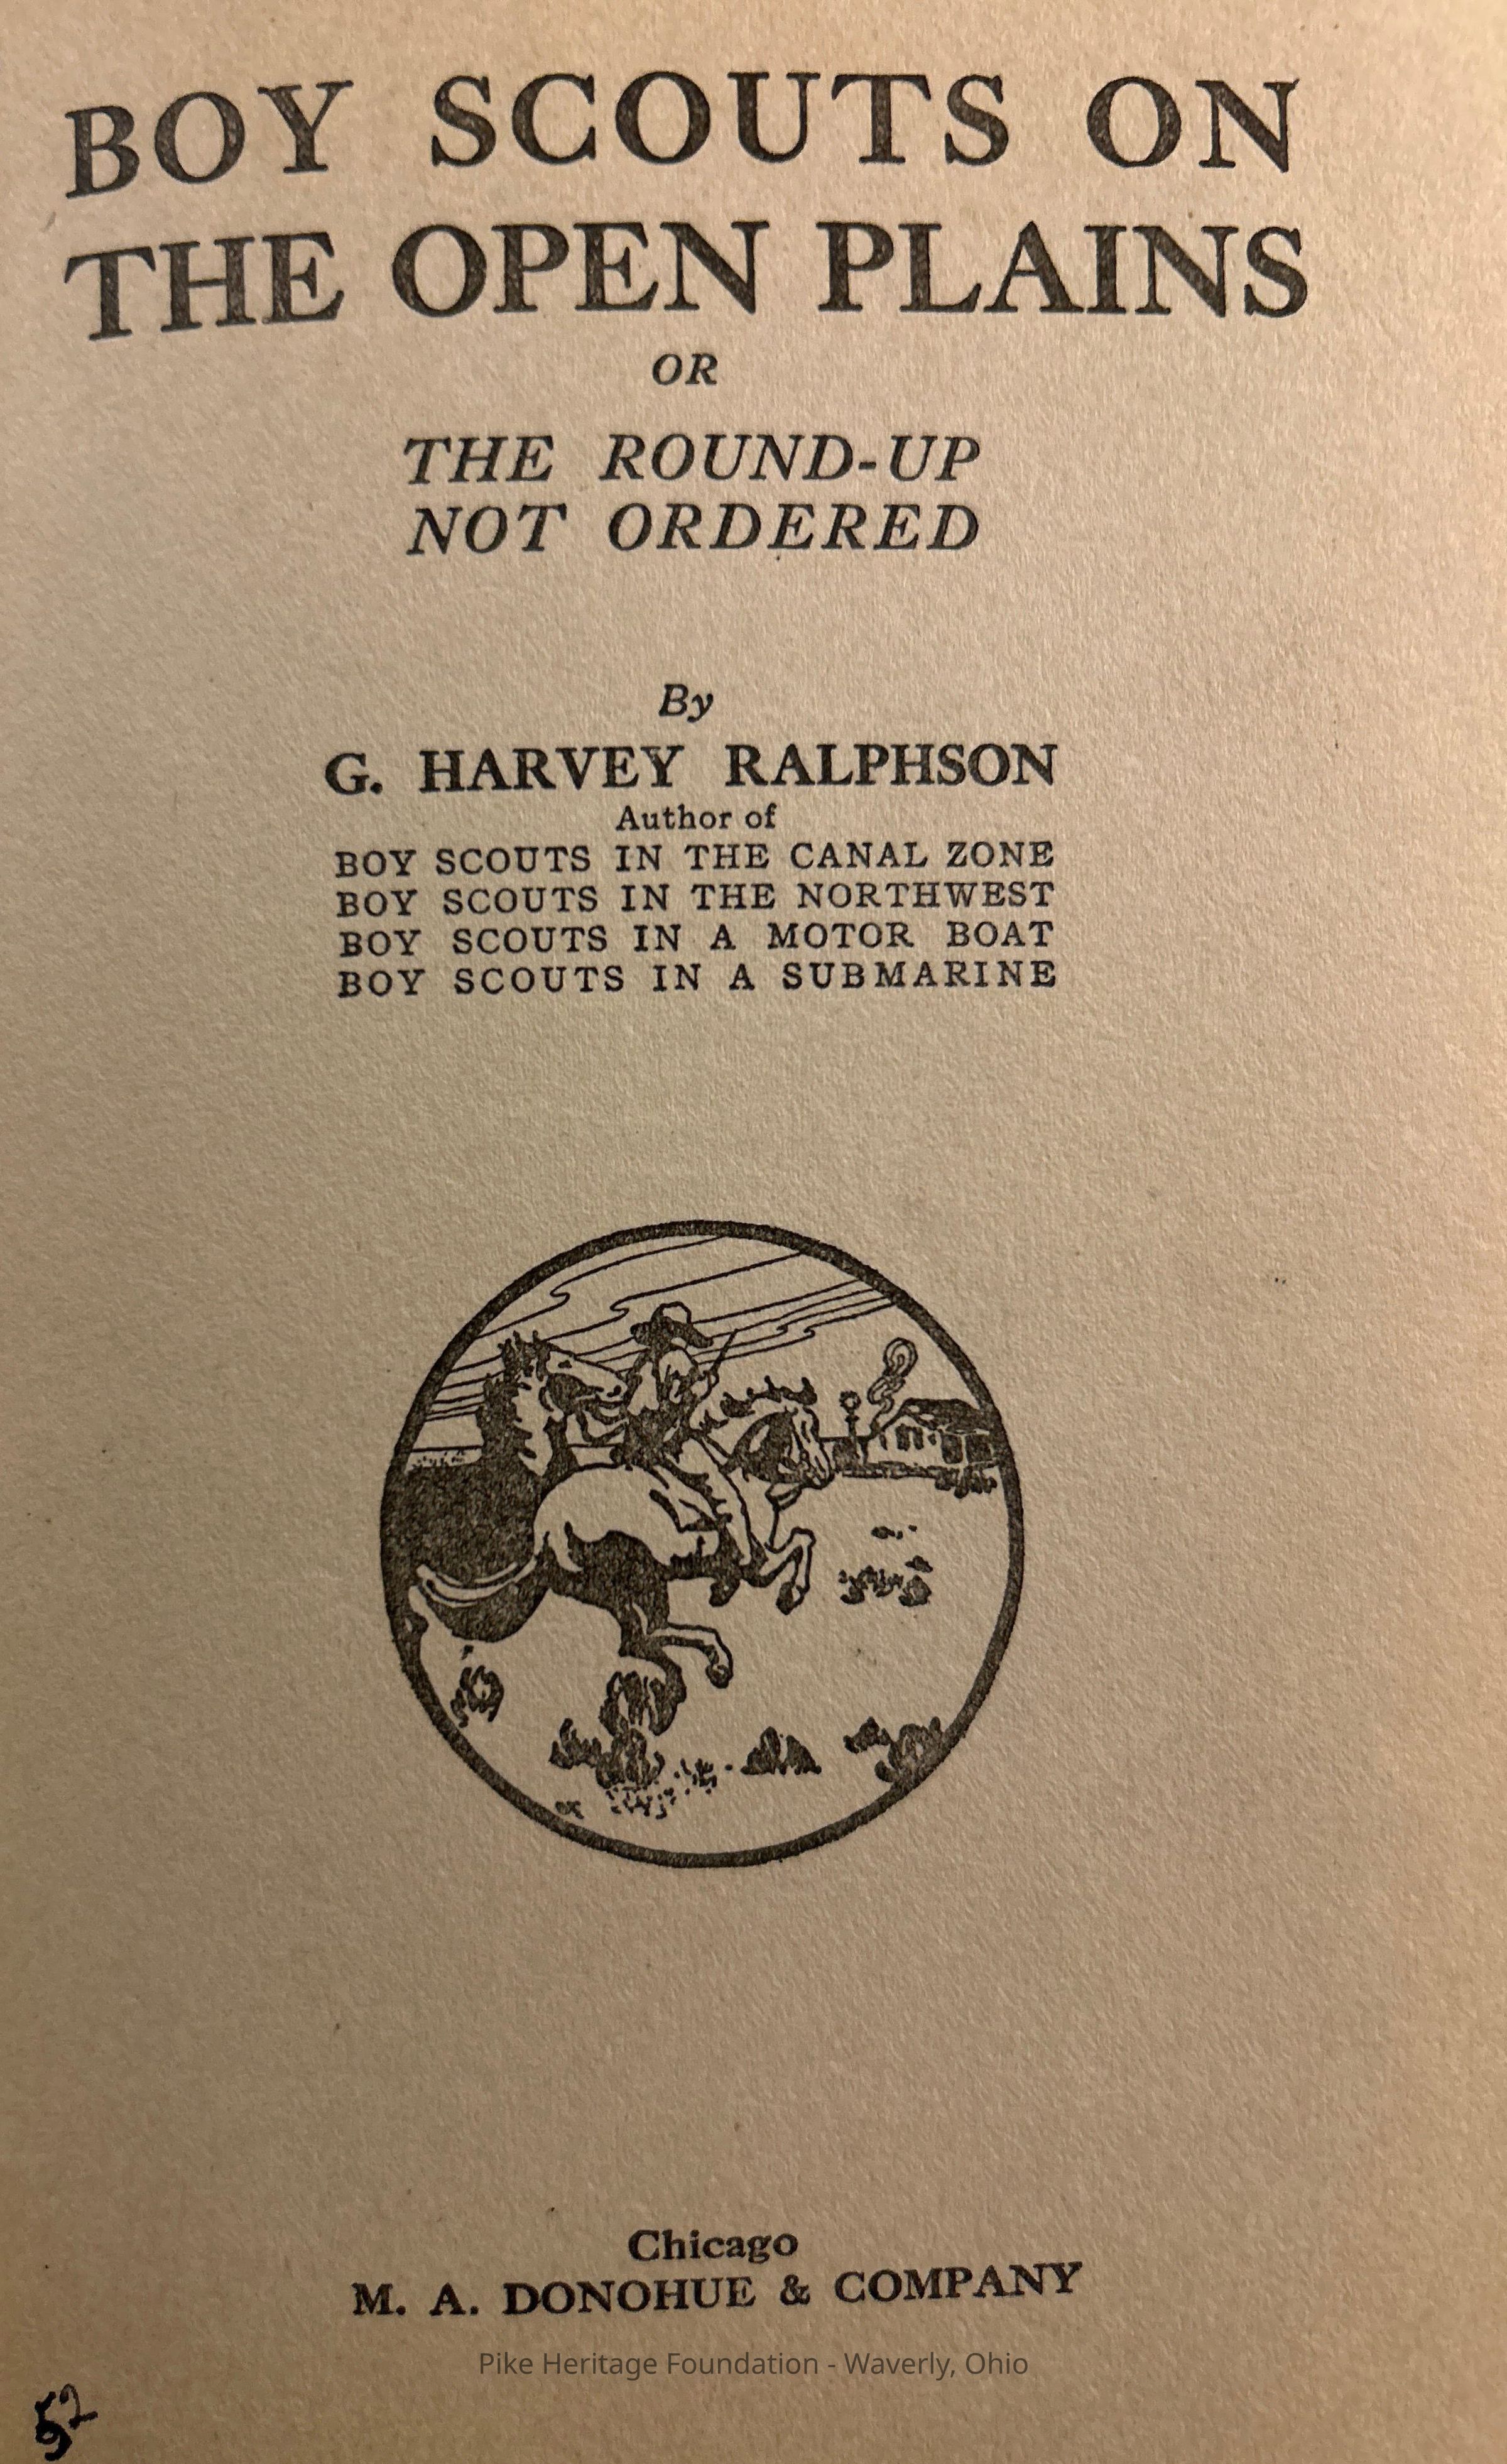 BOY SCOUTS ON
THE OPEN PLAINS
OR
THE ROUND-UP
NOT ORDERED
By
G. HARVEY RALPHSON
Author of
BOY SCOUTS IN THE CANAL ZONE
BOY SCOUTS IN THE NORTHWEST
BOY SCOUTS IN A MOTOR BOAT
BOY SCOUTS IN A SUBMARINE
Chicago
M. A. DONOHUE & COMPANY
Pike Heritage Foundation - Waverly, Ohio
52